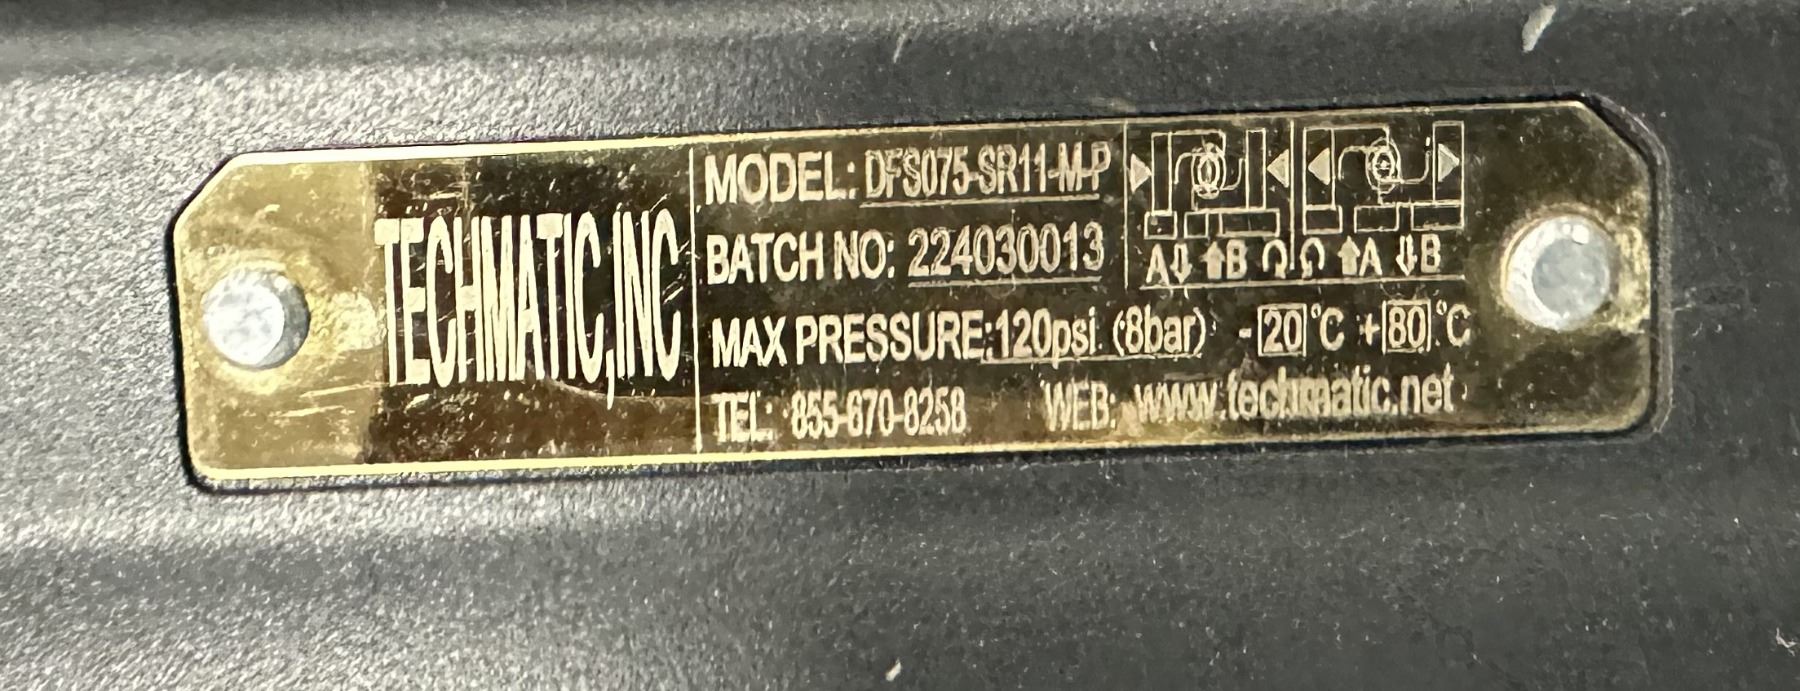 TECHMATIC,INC
MODEL: DFS075-SR11-M-P
BATCH NO: 224030013
A⇩ ⬆B ↻ ↺ ⬆A ⇩B
MAX PRESSURE:120psi (8bar) -20°C +80°C
TEL: 855-670-8258 WEB: www.techmatic.net